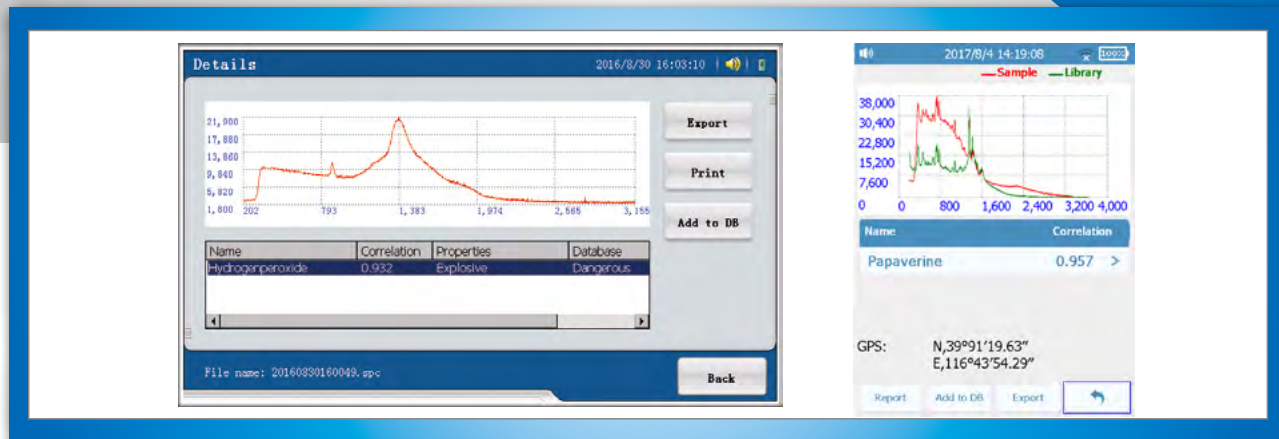 Details 2016/8/30 16:03:10
21,900
17,880
13,860
9,840
5,820
1,800
202 793 1,383 1,974 2,565 3,155
Export
Print
Add to DB
Name Correlation Properties Database
Hydrogenperoxide 0.932 Explosive Dangerous
File name: 20160830160049.spc
Back
2017/8/4 14:19:08 100%
Sample Library
38,000
30,400
22,800
15,200
7,600
0 0 800 1,600 2,400 3,200 4,000
Name Correlation
Papaverine 0.957 >
GPS: N,39º91'19.63"
E,116º43'54.29"
Report Add to DB Export